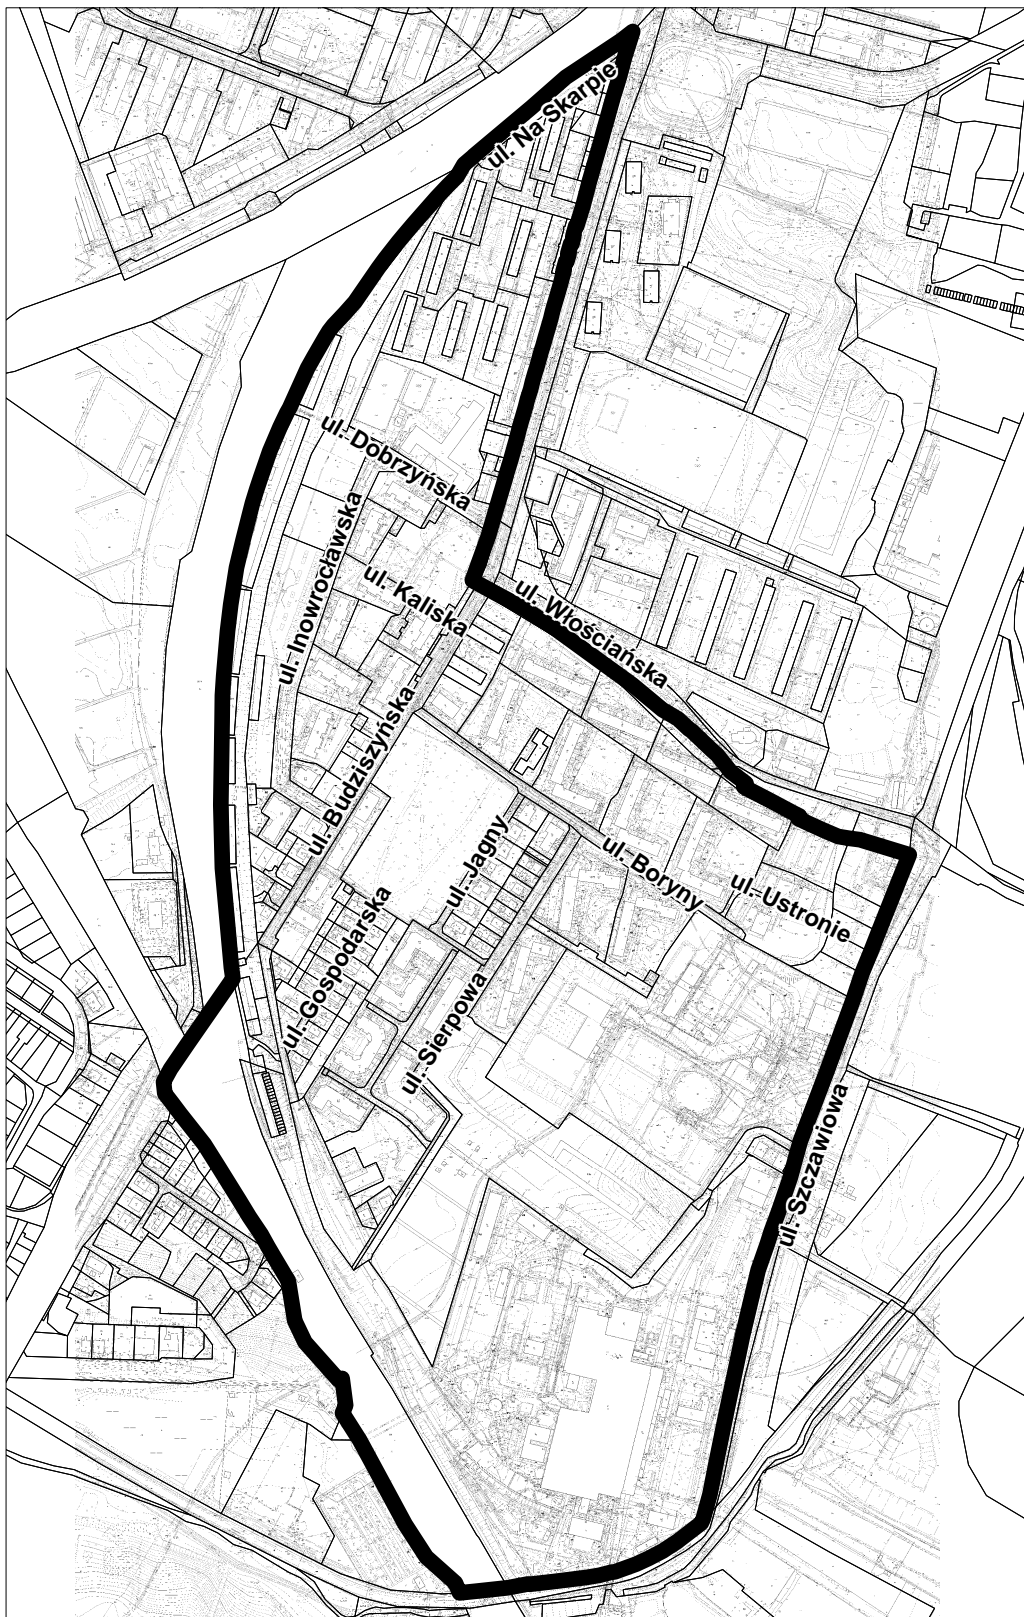 ul. Na Skarpie
ul. Dobrzyńska
ul. Inowrocławska
ul. Kaliska
ul. Włościańska
ul. Budziszyńska
ul. Jagny
ul. Boryny
ul. Ustronie
ul. Gospodarska
ul. Sierpowa
ul. Szczawiowa